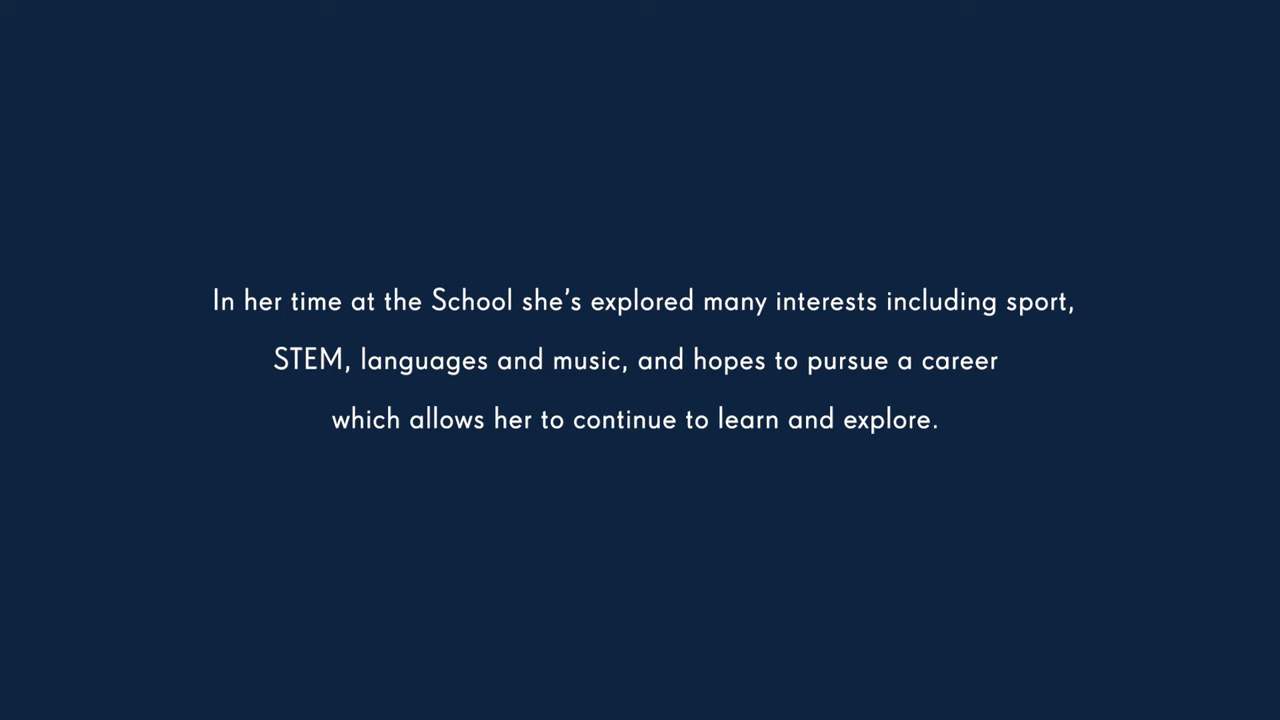 In her time at the School she’s explored many interests including sport,
STEM, languages and music, and hopes to pursue a career
which allows her to continue to learn and explore.